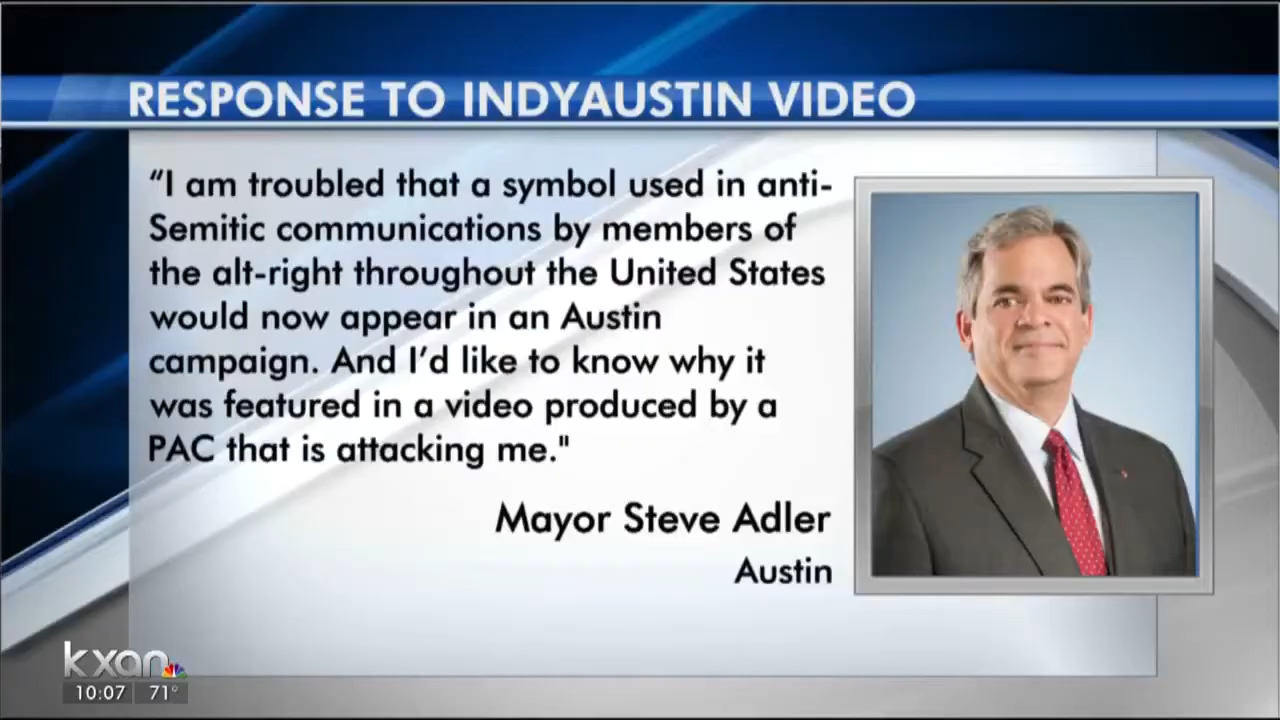 RESPONSE TO INDYAUSTIN VIDEO
“I am troubled that a symbol used in anti-
Semitic communications by members of
the alt-right throughout the United States
would now appear in an Austin
campaign. And I’d like to know why it
was featured in a video produced by a
PAC that is attacking me."
Mayor Steve Adler
Austin
kxan
10:07 71°